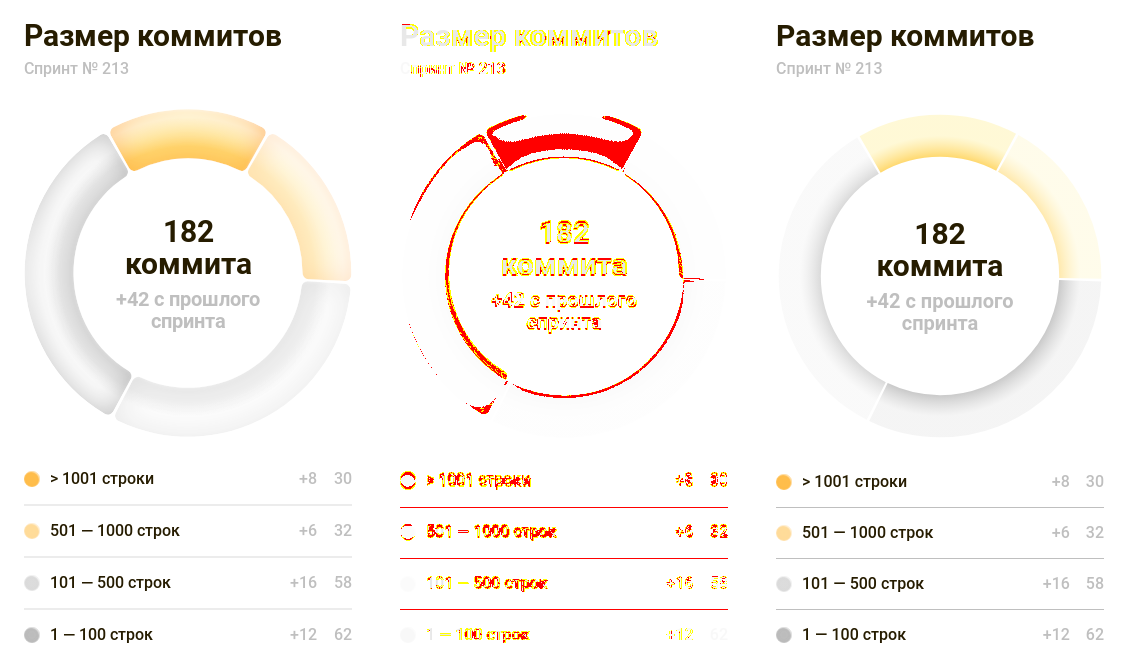 Размер коммитов
Спринт № 213
182
коммита
+42 с прошлого
спринта
> 1001 строки +8 30
501 — 1000 строк +6 32
101 — 500 строк +16 58
1 — 100 строк +12 62
Размер коммитов
Спринт № 213
182
коммита
+42 с прошлого
спринта
> 1001 строки +8 30
501 — 1000 строк +6 32
101 — 500 строк +16 58
1 — 100 строк +12 62
Размер коммитов
Спринт № 213
182
коммита
+42 с прошлого
спринта
> 1001 строки +8 30
501 — 1000 строк +6 32
101 — 500 строк +16 58
1 — 100 строк +12 62